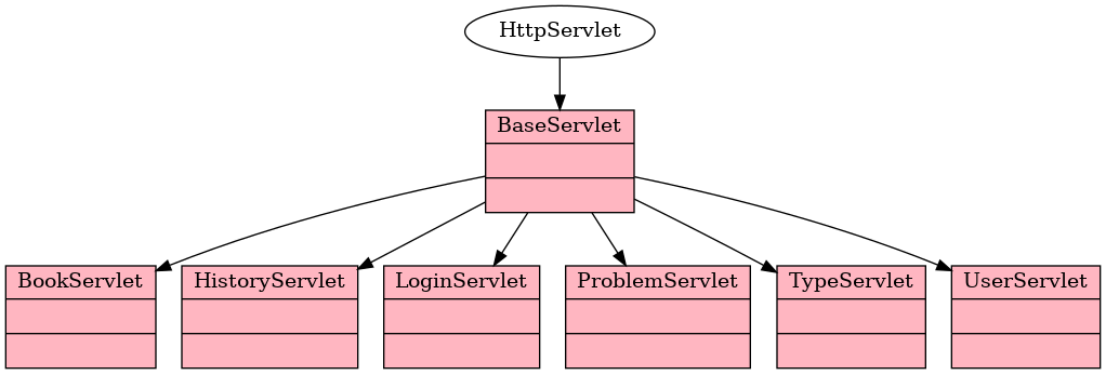 HttpServlet
BaseServlet
BookServlet
HistoryServlet
LoginServlet
ProblemServlet
TypeServlet
UserServlet